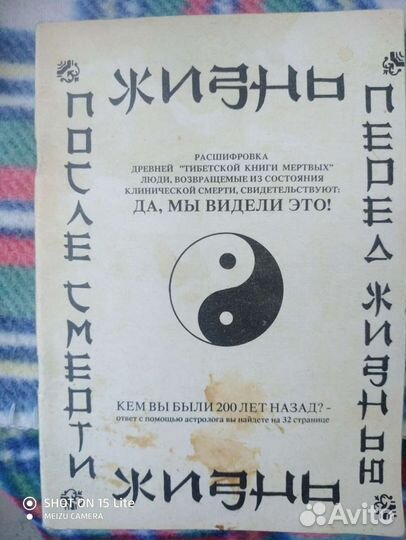 ЖИЗНЬ
ПОСЛЕ СМЕРТИ
ПЕРЕД ЖИЗНЬЮ
РАСШИФРОВКА
ДРЕВНЕЙ "ТИБЕТСКОЙ КНИГИ МЕРТВЫХ"
ЛЮДИ, ВОЗВРАЩЕМЫЕ ИЗ СОСТОЯНИЯ
КЛИНИЧЕСКОЙ СМЕРТИ, СВИДЕТЕЛЬСТВУЮТ:
ДА, МЫ ВИДЕЛИ ЭТО!
КЕМ ВЫ БЫЛИ 200 ЛЕТ НАЗАД? -
ответ с помощью астролога вы найдете на 32 странице
ЖИЗНЬ
SHOT ON 15 Lite
MEIZU CAMERA
Avito